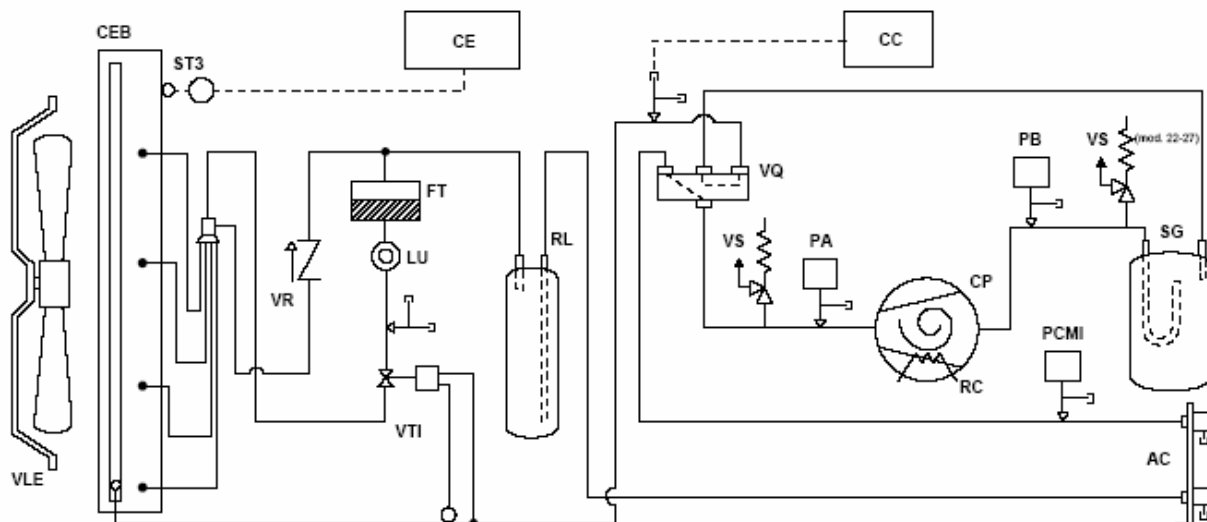 CEB
CE
CC
ST3
PB
VS
(mod. 22-27)
VQ
FT
SG
RL
VS
PA
LU
CP
VR
PCMI
RC
VTI
AC
VLE